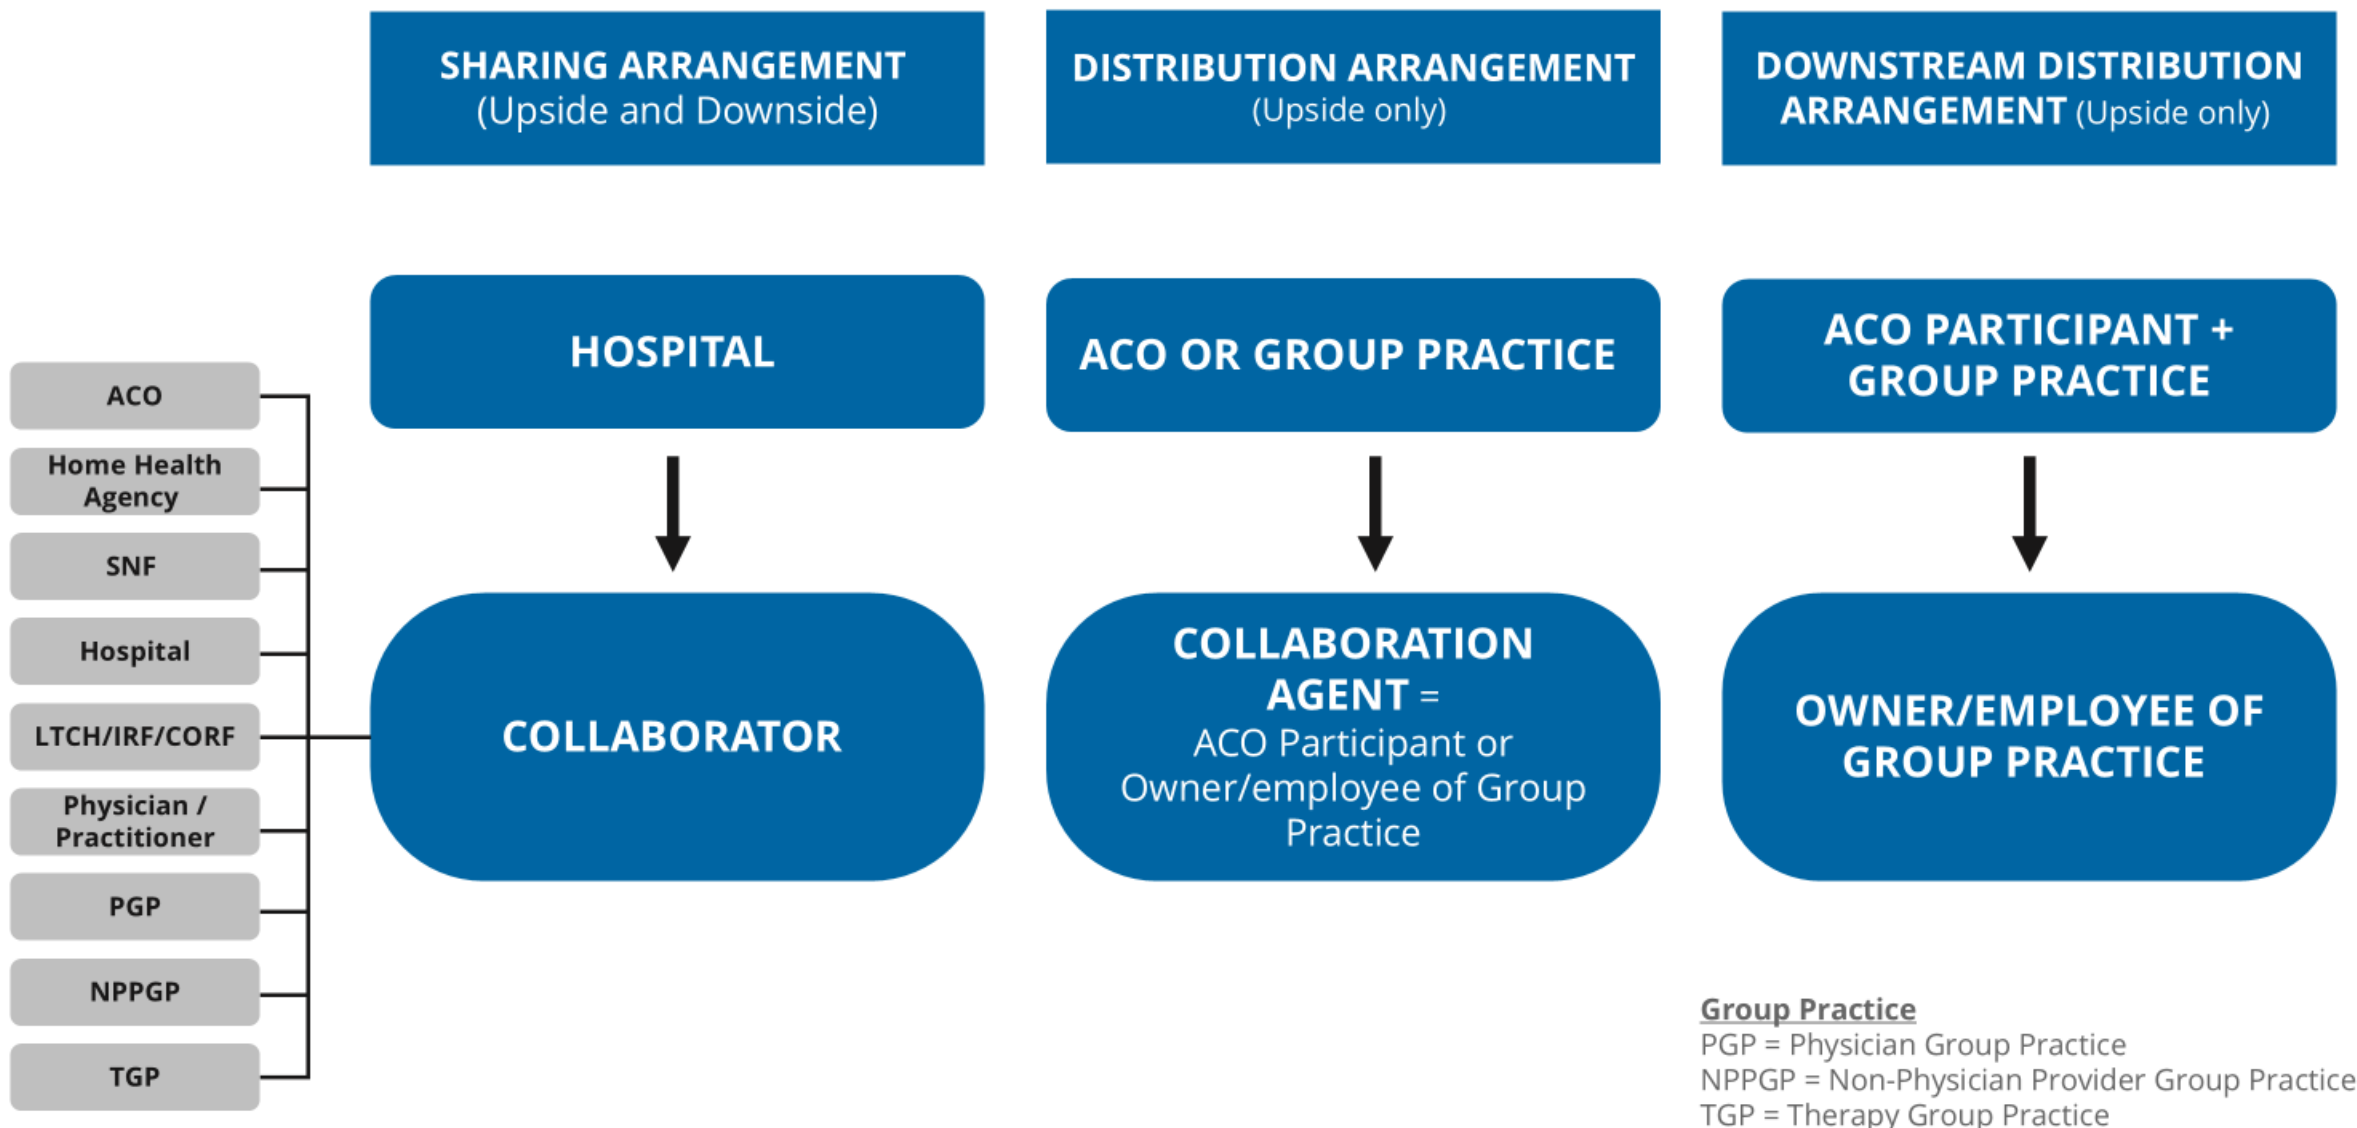 SHARING ARRANGEMENT
(Upside and Downside)
DISTRIBUTION ARRANGEMENT
(Upside only)
DOWNSTREAM DISTRIBUTION
ARRANGEMENT (Upside only)
HOSPITAL
ACO OR GROUP PRACTICE
ACO PARTICIPANT +
GROUP PRACTICE
ACO
Home Health
Agency
SNF
Hospital
LTCH/IRF/CORF
Physician /
Practitioner
PGP
NPPGP
TGP
COLLABORATOR
COLLABORATION
AGENT =
ACO Participant or
Owner/employee of Group
Practice
OWNER/EMPLOYEE OF
GROUP PRACTICE
Group Practice
PGP = Physician Group Practice
NPPGP = Non-Physician Provider Group Practice
TGP = Therapy Group Practice